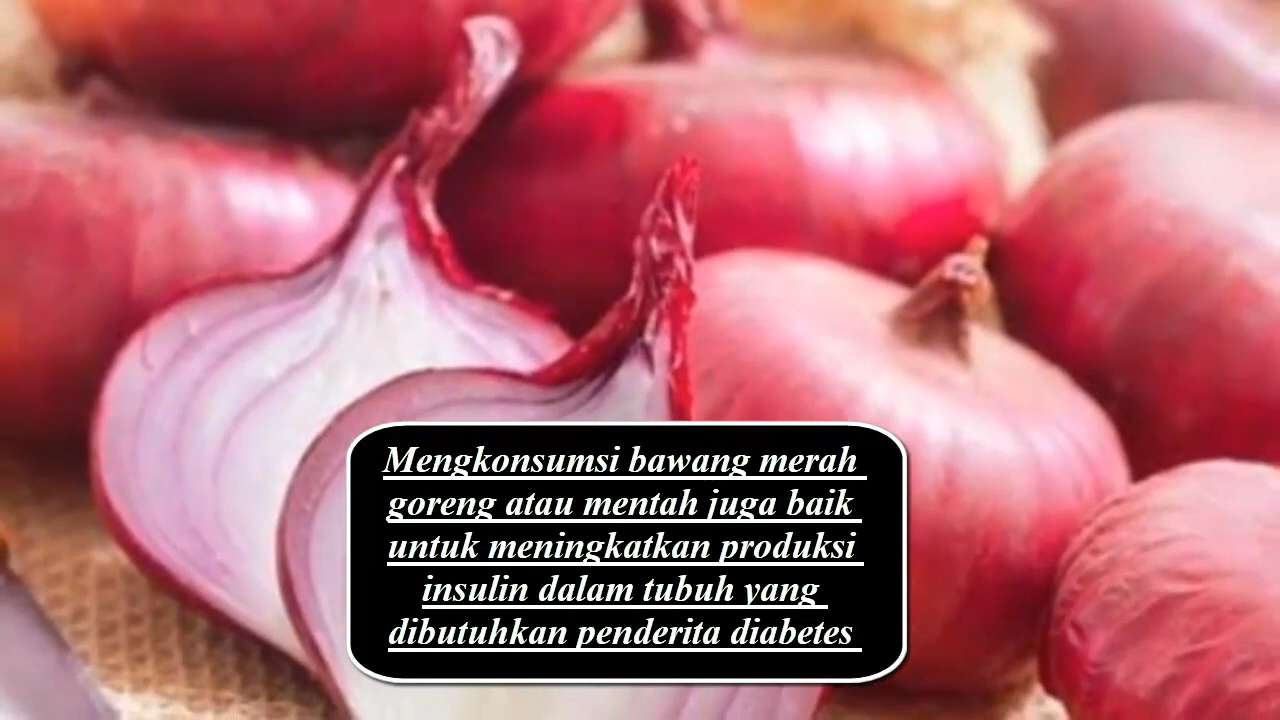 Mengkonsumsi bawang merah
goreng atau mentah juga baik
untuk meningkatkan produksi
insulin dalam tubuh yang
dibutuhkan penderita diabetes